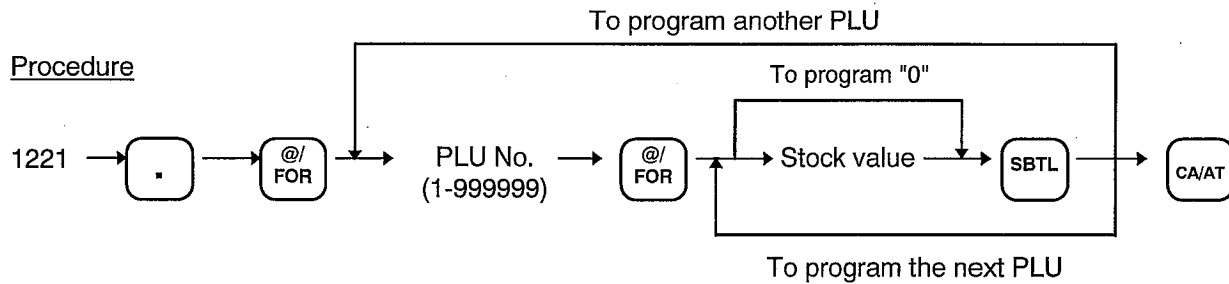 To program another PLU
Procedure
To program "0"
1221 . @/ FOR PLU No. @/ FOR Stock value SBTL CA/AT
(1-999999)
To program the next PLU